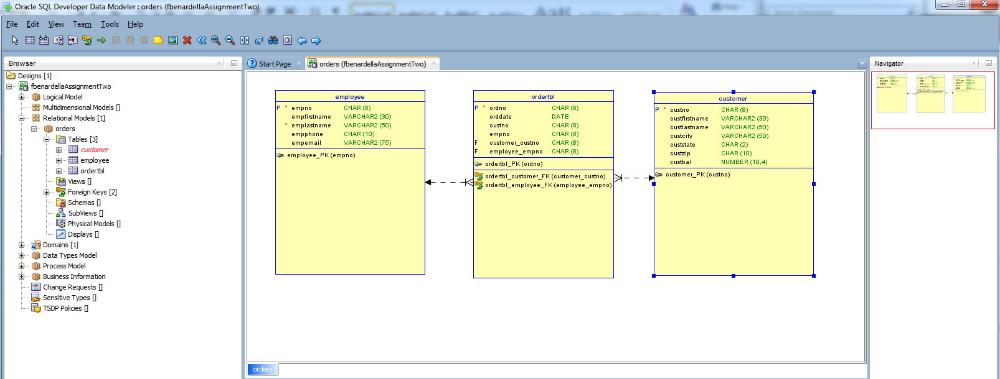 Oracle SQL Developer Data Modeler : orders (fbenardellaAssignmentTwo)
File Edit View Team Tools Help
Browser
Designs [1]
fbenardellaAssignmentTwo
Logical Model
Multidimensional Models []
Relational Models [1]
orders
Tables [3]
customer
employee
ordertbl
Views []
Foreign Keys [2]
Schemas []
SubViews []
Physical Models []
Displays []
Domains [1]
Data Types Model
Process Model
Business Information
Change Requests []
Sensitive Types []
TSDP Policies []
Start Page
orders (fbenardellaAssignmentTwo)
employee
P * empno CHAR (8)
empfirstname VARCHAR2 (30)
* emplastname VARCHAR2 (50)
empphone CHAR (10)
empemail VARCHAR2 (75)
employee_PK (empno)
ordertbl
P * ordno CHAR (8)
orddate DATE
custno CHAR (8)
empno CHAR (8)
F customer_custno CHAR (8)
F employee_empno CHAR (8)
ordertbl_PK (ordno)
ordertbl_customer_FK (customer_custno)
ordertbl_employee_FK (employee_empno)
customer
P * custno CHAR (8)
custfirstname VARCHAR2 (30)
custlastname VARCHAR2 (50)
custcity VARCHAR2 (50)
custstate CHAR (2)
custzip CHAR (10)
custbal NUMBER (10,4)
customer_PK (custno)
orders
Navigator